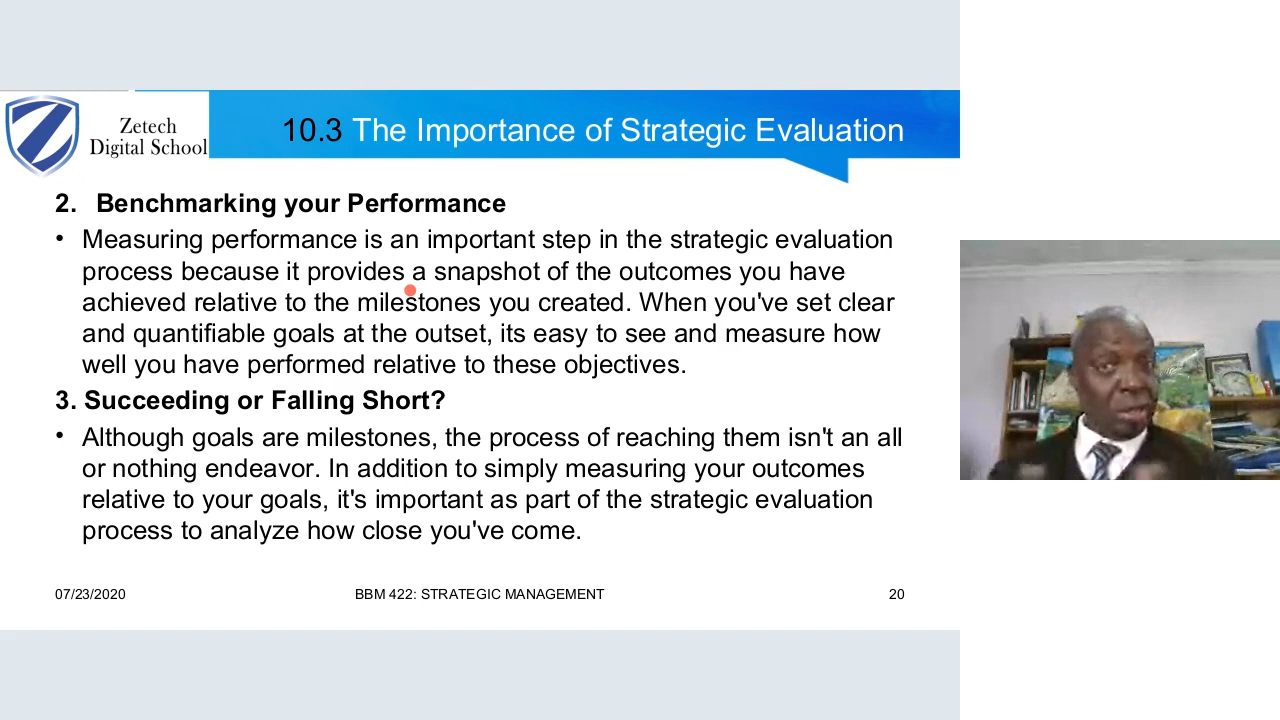 Zetech
Digital School
10.3 The Importance of Strategic Evaluation
2. Benchmarking your Performance
• Measuring performance is an important step in the strategic evaluation
process because it provides a snapshot of the outcomes you have
achieved relative to the milestones you created. When you've set clear
and quantifiable goals at the outset, its easy to see and measure how
well you have performed relative to these objectives.
3. Succeeding or Falling Short?
• Although goals are milestones, the process of reaching them isn't an all
or nothing endeavor. In addition to simply measuring your outcomes
relative to your goals, it's important as part of the strategic evaluation
process to analyze how close you've come.
07/23/2020
BBM 422: STRATEGIC MANAGEMENT
20